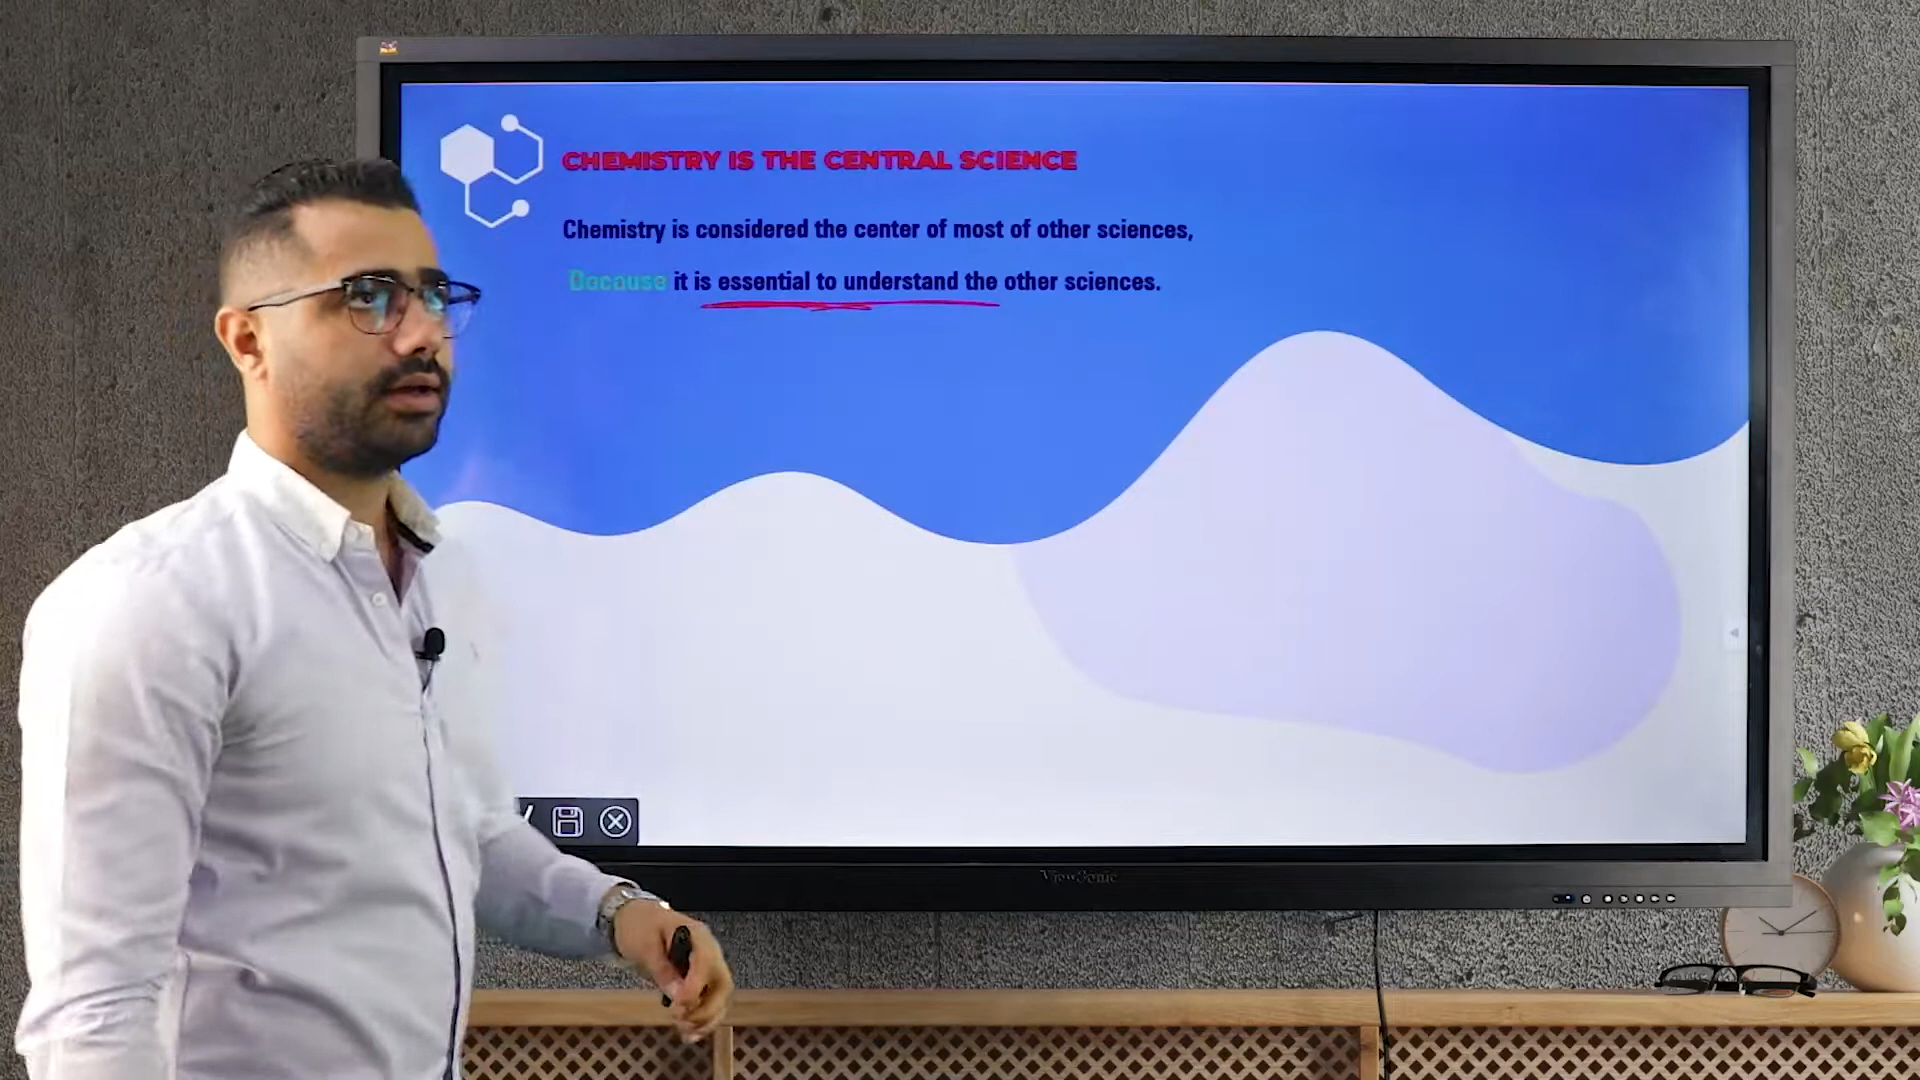 CHEMISTRY IS THE CENTRAL SCIENCE
Chemistry is considered the center of most of other sciences,
Because it is essential to understand the other sciences.
ViewSonic